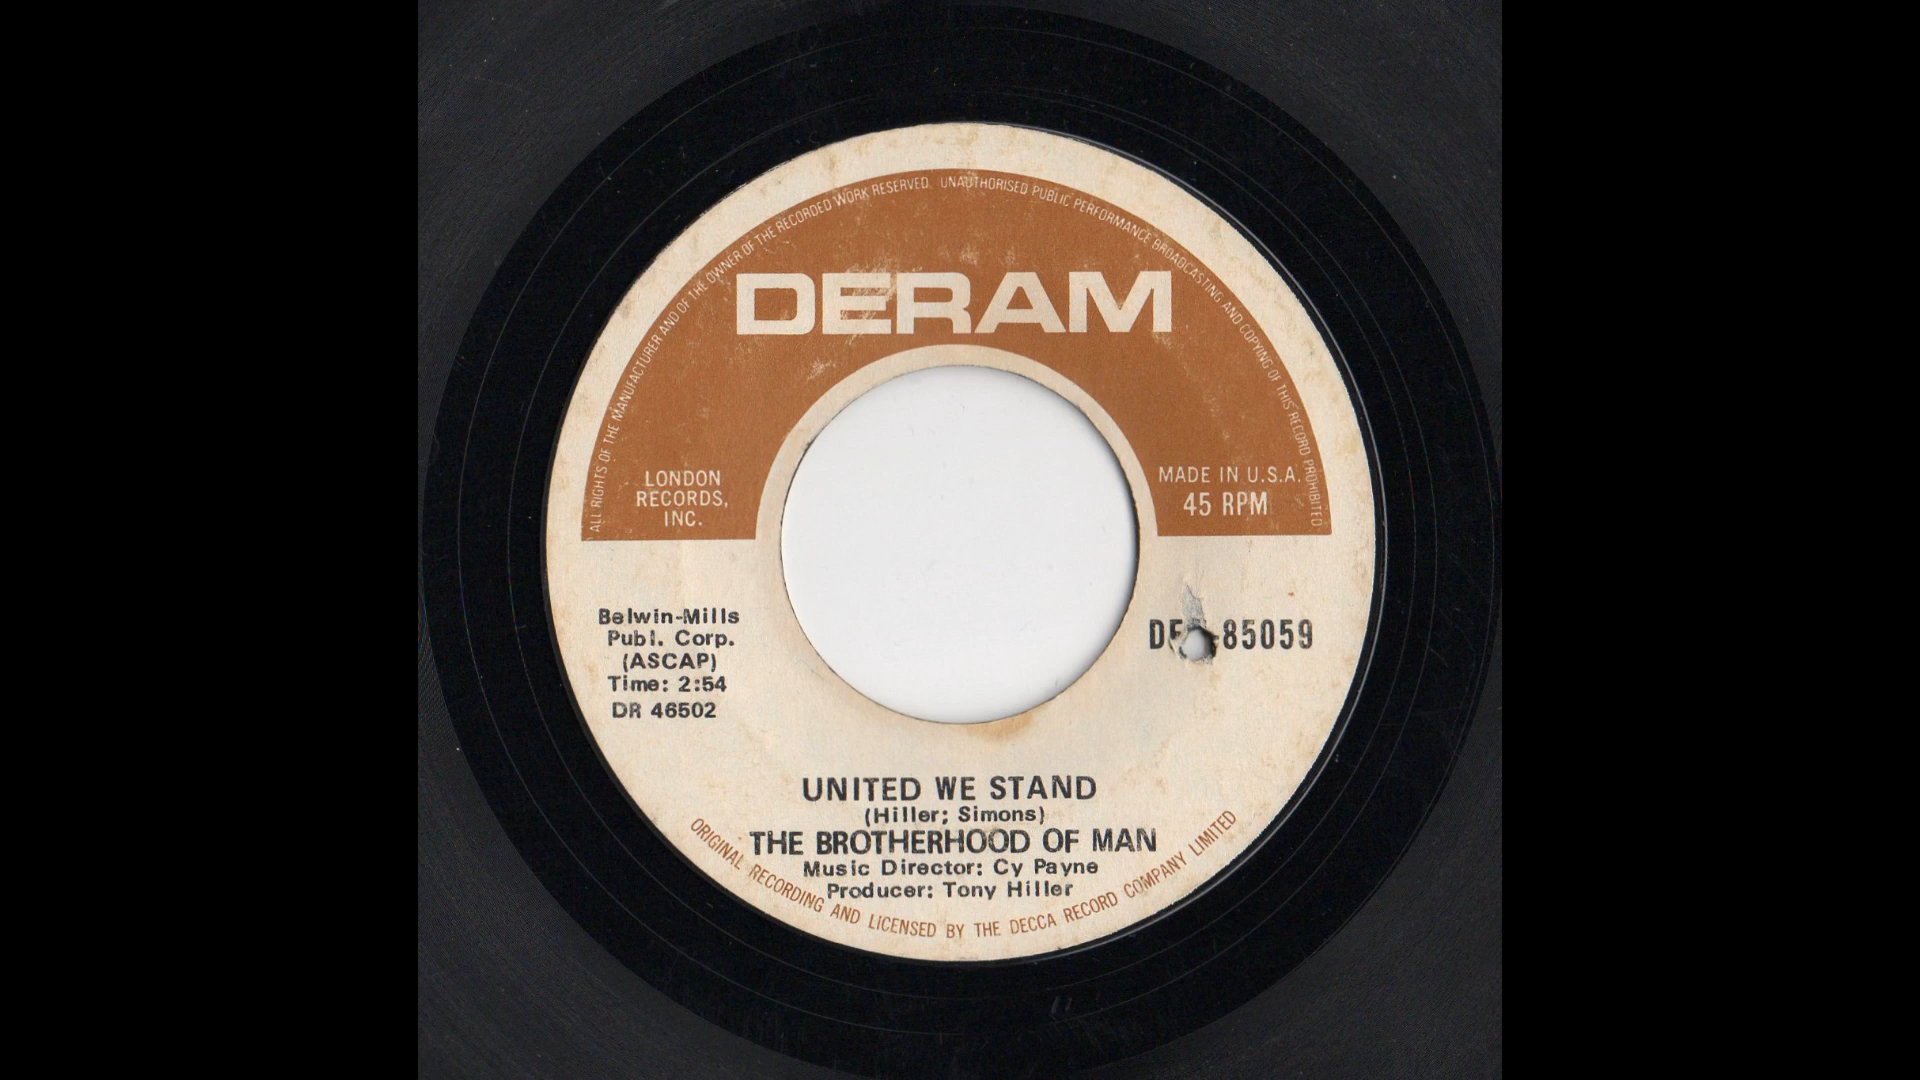 ALL RIGHTS OF THE MANUFACTURER AND OF THE OWNER OF THE RECORDED WORK RESERVED. UNAUTHORISED PUBLIC PERFORMANCE BROADCASTING AND COPYING OF THIS RECORD PROHIBITED
DERAM
LONDON
RECORDS,
INC.
MADE IN U.S.A.
45 RPM
Belwin-Mills
Publ. Corp.
(ASCAP)
Time: 2:54
DR 46502
85059
UNITED WE STAND
(Hiller; Simons)
THE BROTHERHOOD OF MAN
Music Director: Cy Payne
Producer: Tony Hiller
ORIGINAL RECORDING AND LICENSED BY THE DECCA RECORD COMPANY LIMITED